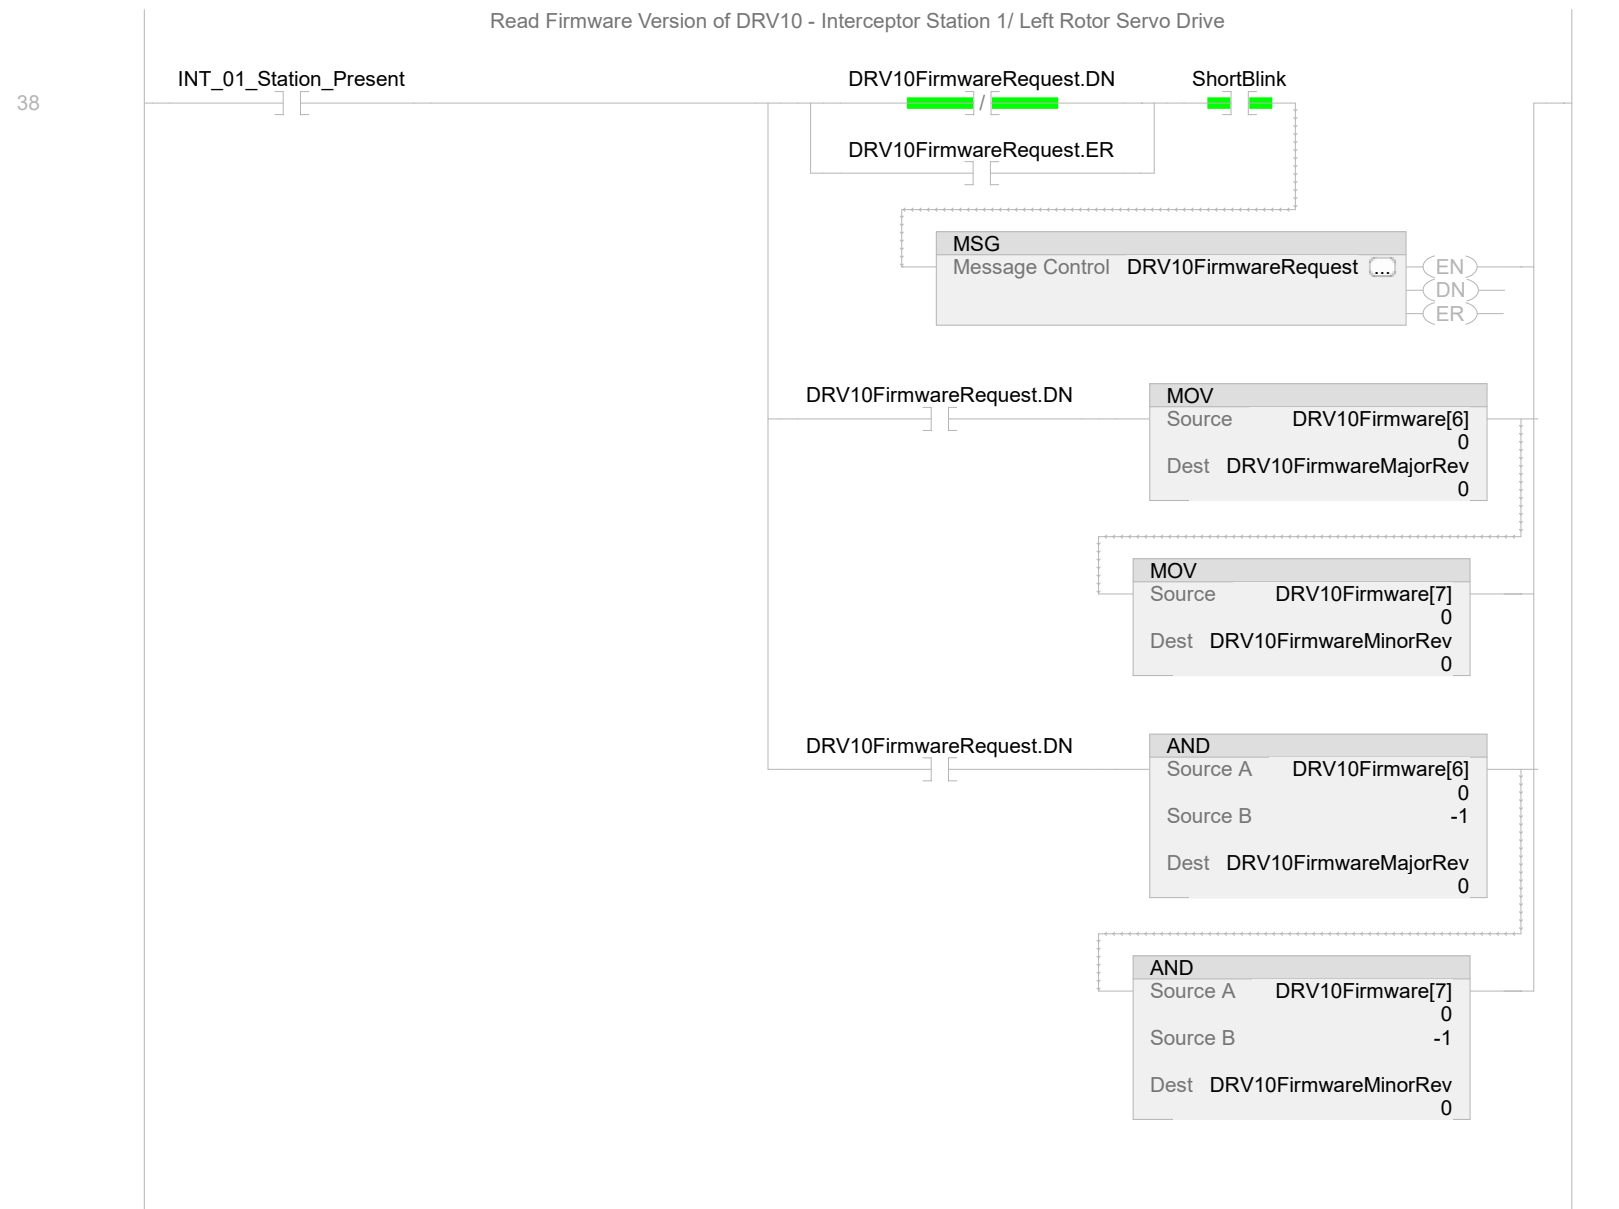 Read Firmware Version of DRV10 - Interceptor Station 1/ Left Rotor Servo Drive
38
INT_01_Station_Present
DRV10FirmwareRequest.DN
ShortBlink
/
DRV10FirmwareRequest.ER
MSG
Message Control DRV10FirmwareRequest ...
EN
DN
ER
DRV10FirmwareRequest.DN
MOV
Source DRV10Firmware[6]
0
Dest DRV10FirmwareMajorRev
0
MOV
Source DRV10Firmware[7]
0
Dest DRV10FirmwareMinorRev
0
DRV10FirmwareRequest.DN
AND
Source A DRV10Firmware[6]
0
Source B -1
Dest DRV10FirmwareMajorRev
0
AND
Source A DRV10Firmware[7]
0
Source B -1
Dest DRV10FirmwareMinorRev
0